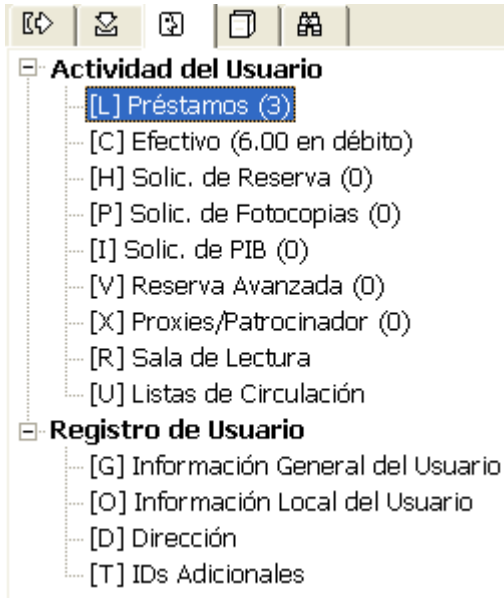 Actividad del Usuario
[L] Préstamos (3)
[C] Efectivo (6.00 en débito)
[H] Solic. de Reserva (0)
[P] Solic. de Fotocopias (0)
[I] Solic. de PIB (0)
[V] Reserva Avanzada (0)
[X] Proxies/Patrocinador (0)
[R] Sala de Lectura
[U] Listas de Circulación
Registro de Usuario
[G] Información General del Usuario
[O] Información Local del Usuario
[D] Dirección
[T] IDs Adicionales